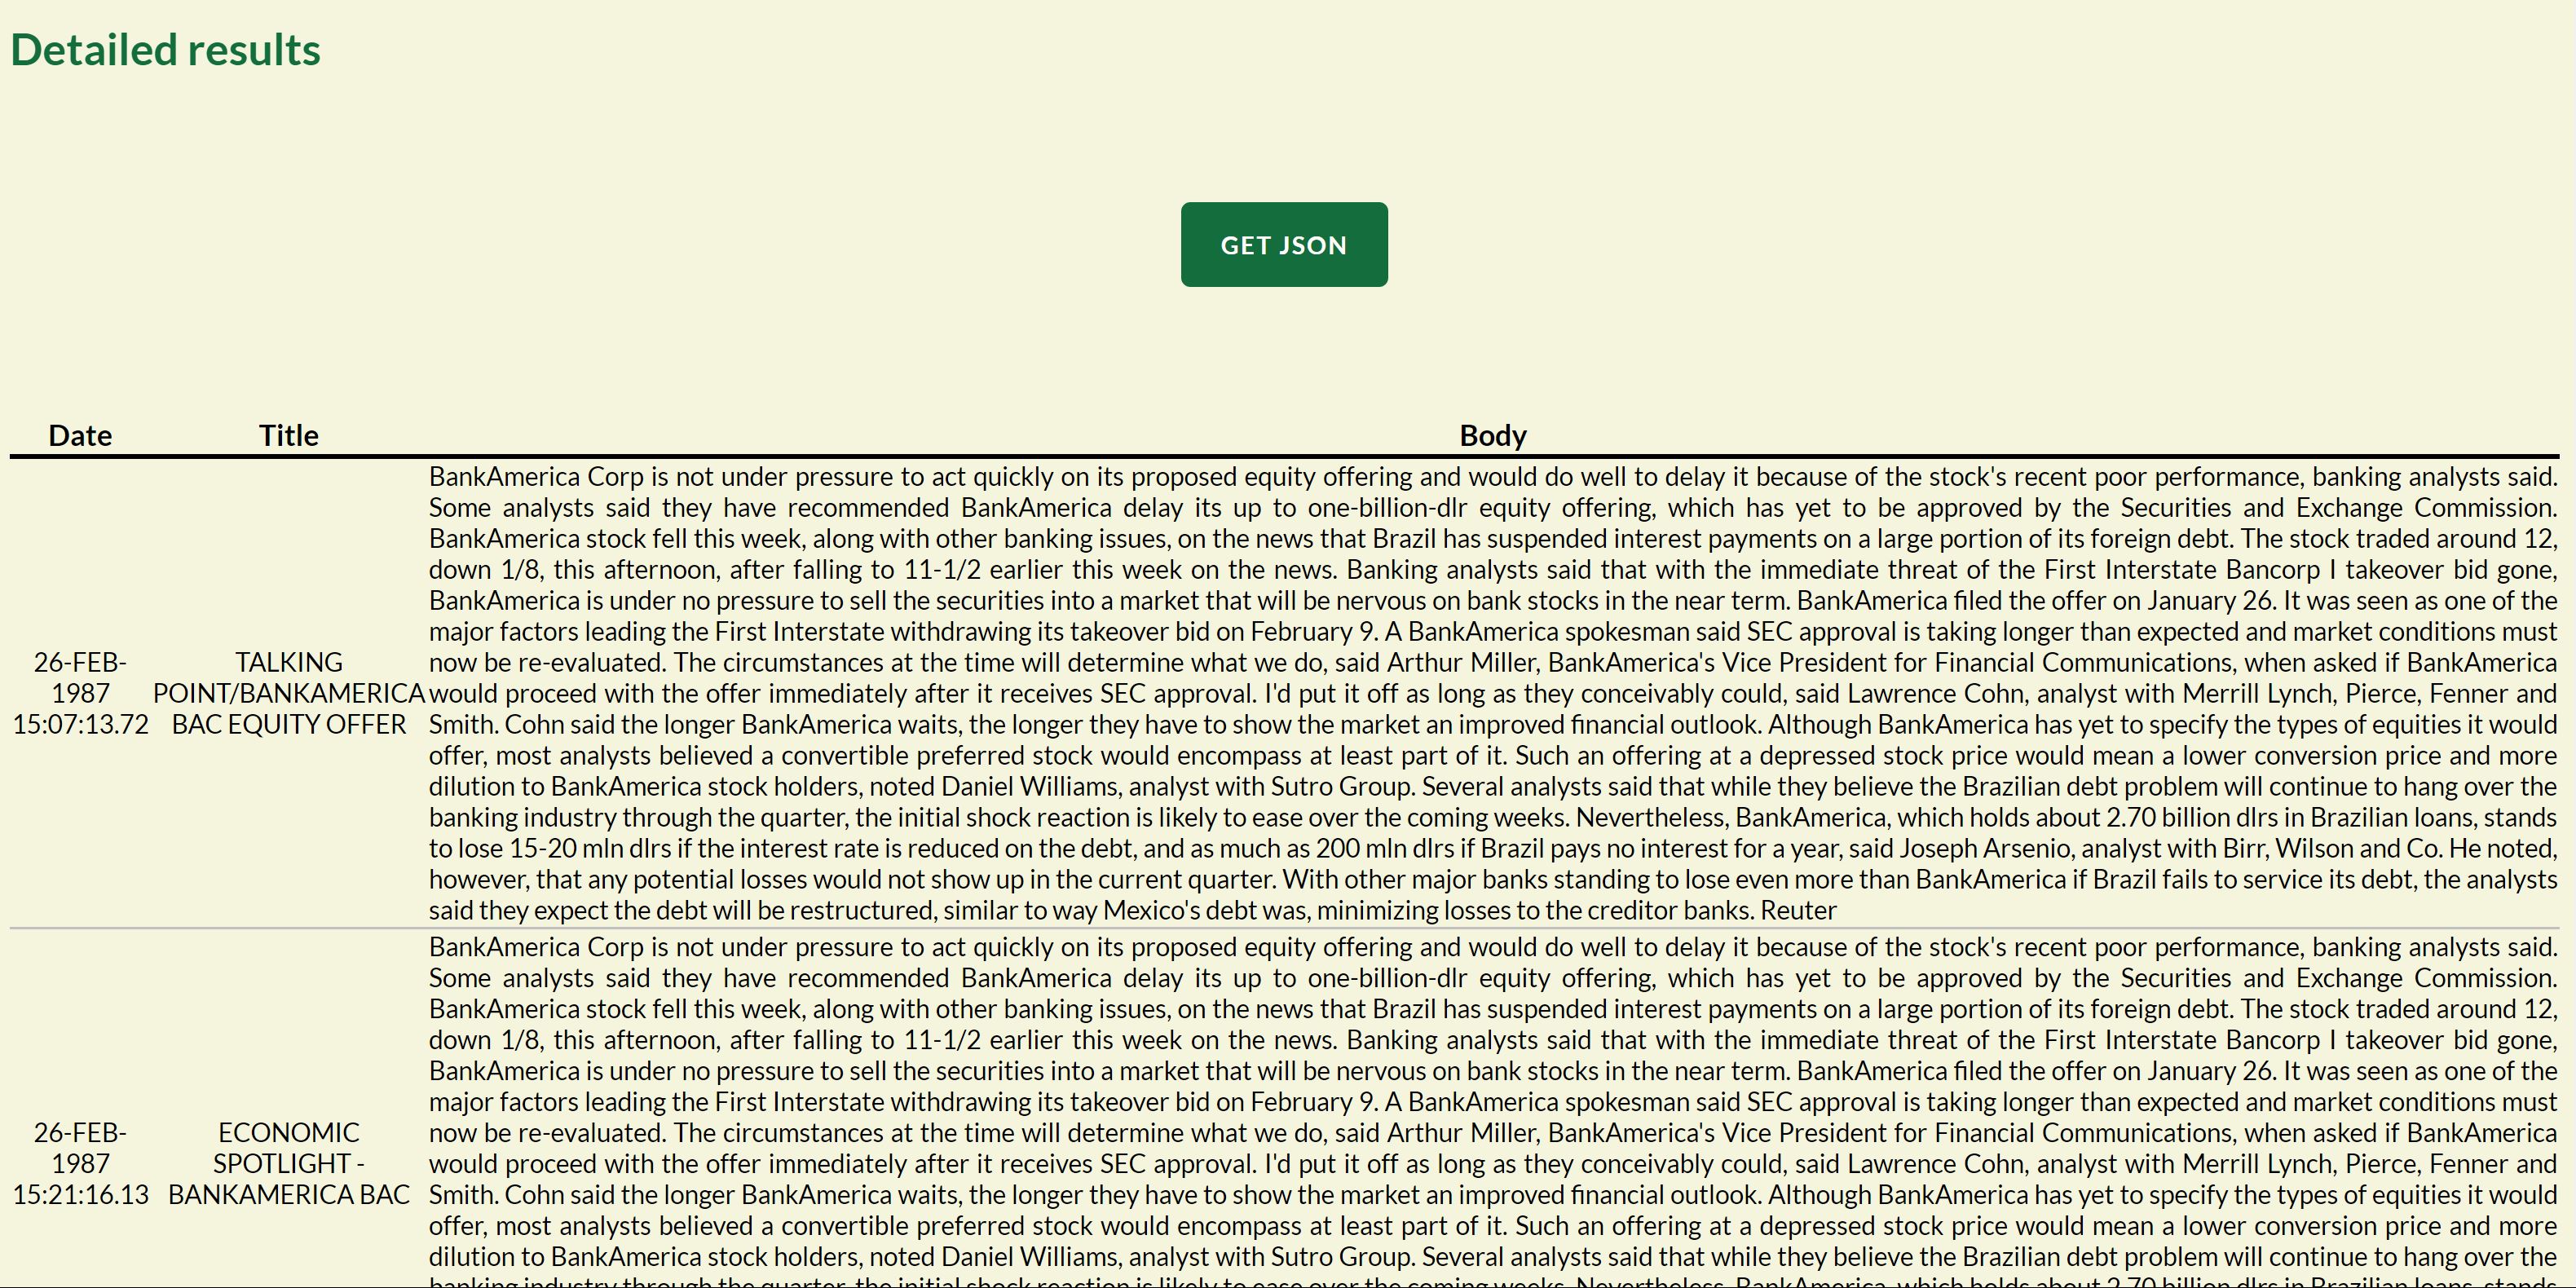 Detailed results
GET JSON
Date Title Body
26-FEB-
1987
15:07:13.72
TALKING
POINT/BANKAMERICA
BAC EQUITY OFFER
BankAmerica Corp is not under pressure to act quickly on its proposed equity offering and would do well to delay it because of the stock's recent poor performance, banking analysts said.
Some analysts said they have recommended BankAmerica delay its up to one-billion-dlr equity offering, which has yet to be approved by the Securities and Exchange Commission.
BankAmerica stock fell this week, along with other banking issues, on the news that Brazil has suspended interest payments on a large portion of its foreign debt. The stock traded around 12,
down 1/8, this afternoon, after falling to 11-1/2 earlier this week on the news. Banking analysts said that with the immediate threat of the First Interstate Bancorp I takeover bid gone,
BankAmerica is under no pressure to sell the securities into a market that will be nervous on bank stocks in the near term. BankAmerica filed the offer on January 26. It was seen as one of the
major factors leading the First Interstate withdrawing its takeover bid on February 9. A BankAmerica spokesman said SEC approval is taking longer than expected and market conditions must
now be re-evaluated. The circumstances at the time will determine what we do, said Arthur Miller, BankAmerica's Vice President for Financial Communications, when asked if BankAmerica
would proceed with the offer immediately after it receives SEC approval. I'd put it off as long as they conceivably could, said Lawrence Cohn, analyst with Merrill Lynch, Pierce, Fenner and
Smith. Cohn said the longer BankAmerica waits, the longer they have to show the market an improved financial outlook. Although BankAmerica has yet to specify the types of equities it would
offer, most analysts believed a convertible preferred stock would encompass at least part of it. Such an offering at a depressed stock price would mean a lower conversion price and more
dilution to BankAmerica stock holders, noted Daniel Williams, analyst with Sutro Group. Several analysts said that while they believe the Brazilian debt problem will continue to hang over the
banking industry through the quarter, the initial shock reaction is likely to ease over the coming weeks. Nevertheless, BankAmerica, which holds about 2.70 billion dlrs in Brazilian loans, stands
to lose 15-20 mln dlrs if the interest rate is reduced on the debt, and as much as 200 mln dlrs if Brazil pays no interest for a year, said Joseph Arsenio, analyst with Birr, Wilson and Co. He noted,
however, that any potential losses would not show up in the current quarter. With other major banks standing to lose even more than BankAmerica if Brazil fails to service its debt, the analysts
said they expect the debt will be restructured, similar to way Mexico's debt was, minimizing losses to the creditor banks. Reuter
26-FEB-
1987
15:21:16.13
ECONOMIC
SPOTLIGHT -
BANKAMERICA BAC
BankAmerica Corp is not under pressure to act quickly on its proposed equity offering and would do well to delay it because of the stock's recent poor performance, banking analysts said.
Some analysts said they have recommended BankAmerica delay its up to one-billion-dlr equity offering, which has yet to be approved by the Securities and Exchange Commission.
BankAmerica stock fell this week, along with other banking issues, on the news that Brazil has suspended interest payments on a large portion of its foreign debt. The stock traded around 12,
down 1/8, this afternoon, after falling to 11-1/2 earlier this week on the news. Banking analysts said that with the immediate threat of the First Interstate Bancorp I takeover bid gone,
BankAmerica is under no pressure to sell the securities into a market that will be nervous on bank stocks in the near term. BankAmerica filed the offer on January 26. It was seen as one of the
major factors leading the First Interstate withdrawing its takeover bid on February 9. A BankAmerica spokesman said SEC approval is taking longer than expected and market conditions must
now be re-evaluated. The circumstances at the time will determine what we do, said Arthur Miller, BankAmerica's Vice President for Financial Communications, when asked if BankAmerica
would proceed with the offer immediately after it receives SEC approval. I'd put it off as long as they conceivably could, said Lawrence Cohn, analyst with Merrill Lynch, Pierce, Fenner and
Smith. Cohn said the longer BankAmerica waits, the longer they have to show the market an improved financial outlook. Although BankAmerica has yet to specify the types of equities it would
offer, most analysts believed a convertible preferred stock would encompass at least part of it. Such an offering at a depressed stock price would mean a lower conversion price and more
dilution to BankAmerica stock holders, noted Daniel Williams, analyst with Sutro Group. Several analysts said that while they believe the Brazilian debt problem will continue to hang over the
banking industry through the quarter, the initial shock reaction is likely to ease over the coming weeks. Nevertheless, BankAmerica, which holds about 2.70 billion dlrs in Brazilian loans, stands